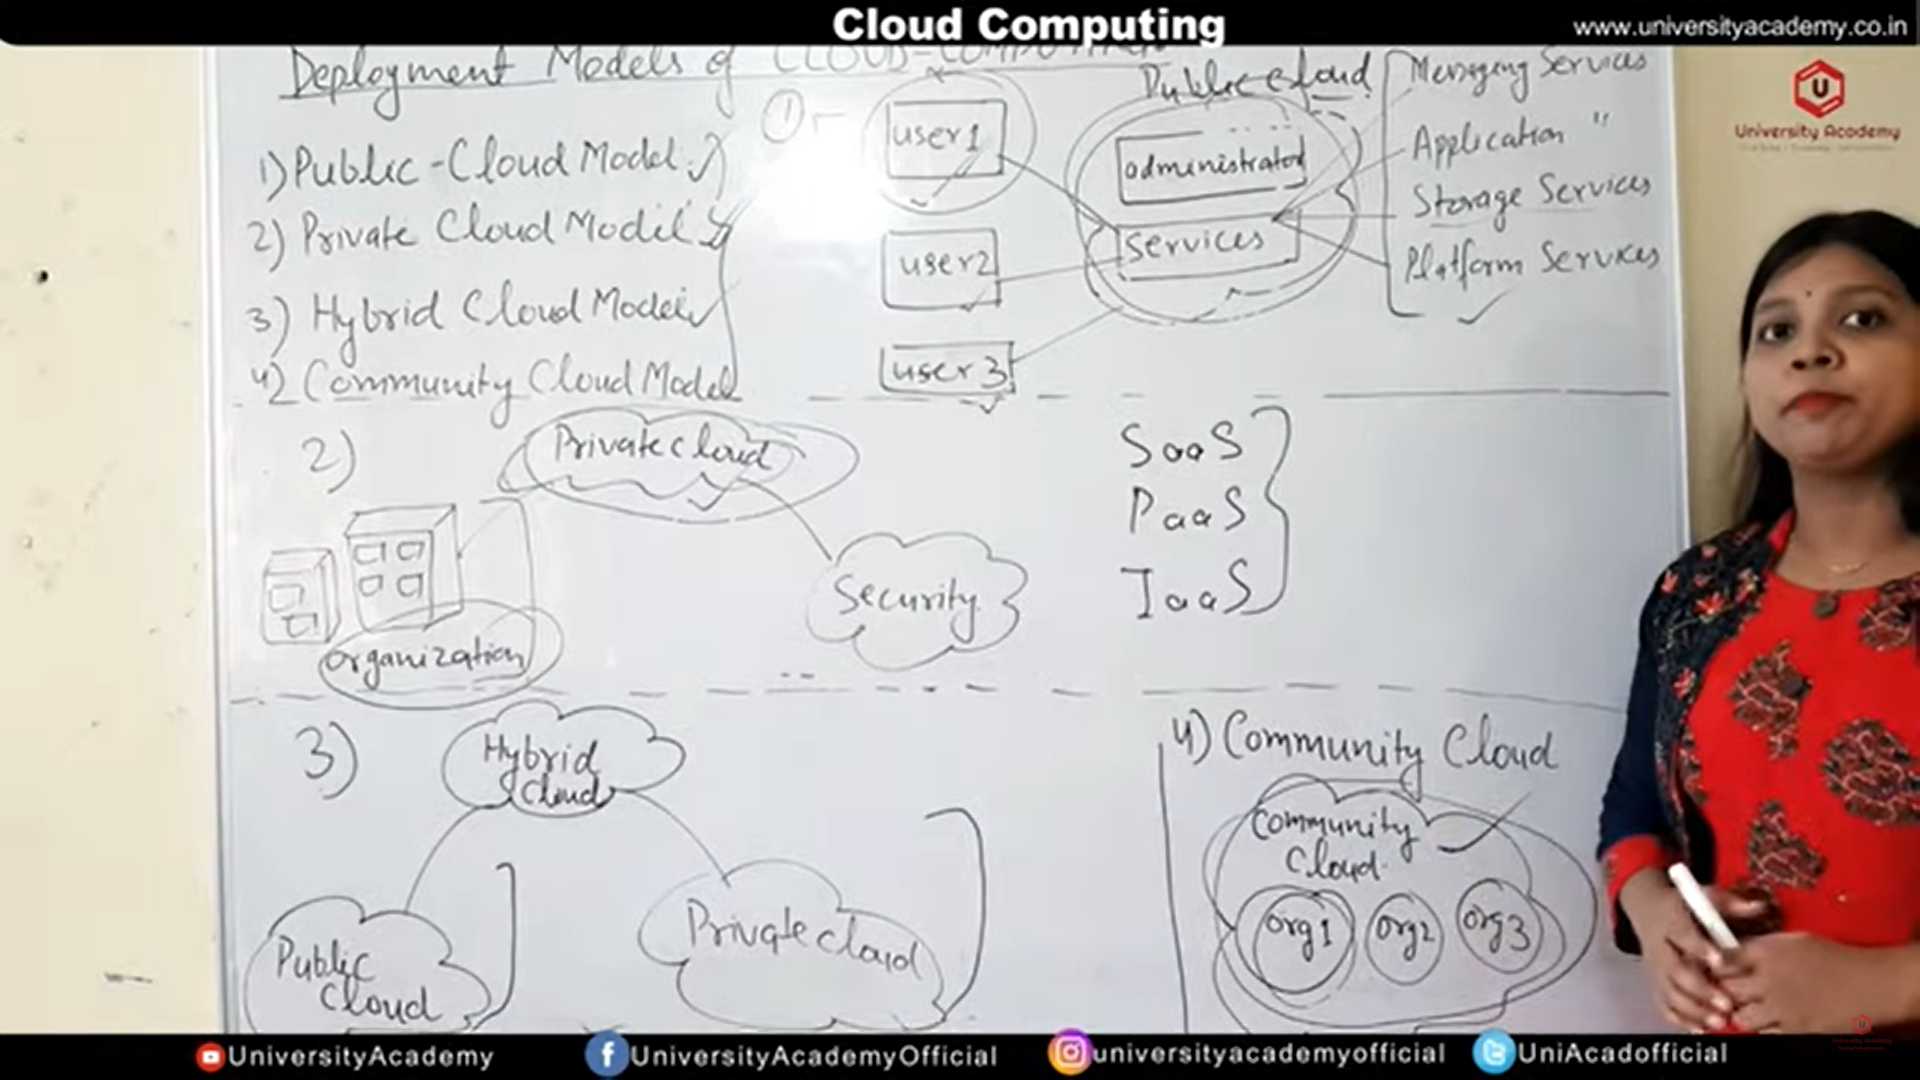 Cloud Computing
www.universityacademy.co.in
Deployment Models of CLOUD-COMPUTING
1) Public-Cloud Model
2) Private Cloud Model
3) Hybrid Cloud Model
4) Community Cloud Model
1
user1
user2
user3
Public Cloud
administrator
services
Messaging Services
Application "
Storage Services
Platform Services
U
University Academy
2)
Private cloud
organization
Security
SaaS
PaaS
IaaS
3)
Hybrid
Cloud
Public
Cloud
Private cloud
4) Community Cloud
Community
Cloud.
org1
org2
org3
UniversityAcademy
UniversityAcademyOfficial
universityacademyofficial
UniAcadofficial